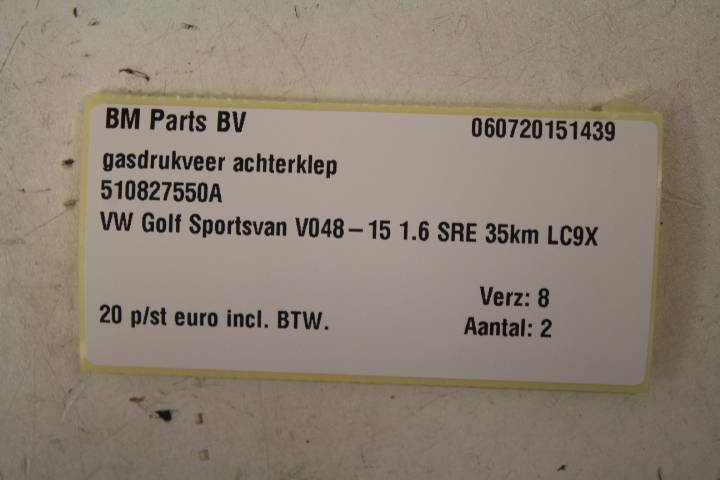 BM Parts BV 060720151439
gasdrukveer achterklep
510827550A
VW Golf Sportsvan V048-15 1.6 SRE 35km LC9X
Verz: 8
20 p/st euro incl. BTW.
Aantal: 2